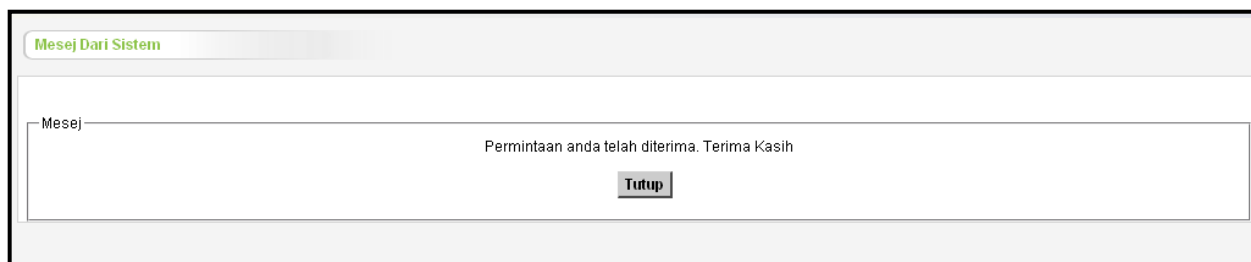 Mesej Dari Sistem
Mesej
Permintaan anda telah diterima. Terima Kasih
Tutup